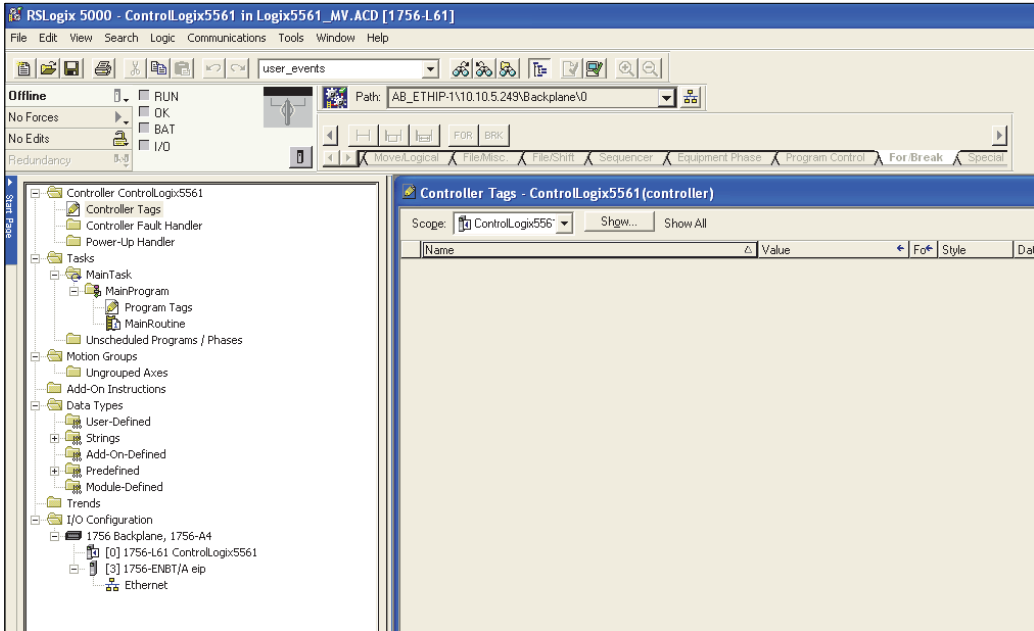 RSLogix 5000 - ControlLogix5561 in Logix5561_MV.ACD [1756-L61]
File Edit View Search Logic Communications Tools Window Help
user_events
Offline
RUN
Path: AB_ETHIP-1\10.10.5.249\Backplane\0
No Forces
OK
BAT
No Edits
I/O
FOR BRK
Redundancy
Move/Logical File/Misc. File/Shift Sequencer Equipment Phase Program Control For/Break Special
Start Page
Controller ControlLogix5561
Controller Tags
Controller Fault Handler
Power-Up Handler
Tasks
MainTask
MainProgram
Program Tags
MainRoutine
Unscheduled Programs / Phases
Motion Groups
Ungrouped Axes
Add-On Instructions
Data Types
User-Defined
Strings
Add-On-Defined
Predefined
Module-Defined
Trends
I/O Configuration
1756 Backplane, 1756-A4
[0] 1756-L61 ControlLogix5561
[3] 1756-ENBT/A eip
Ethernet
Controller Tags - ControlLogix5561(controller)
Scope: ControlLogix556 Show... Show All
Name Value Fo Style Dat